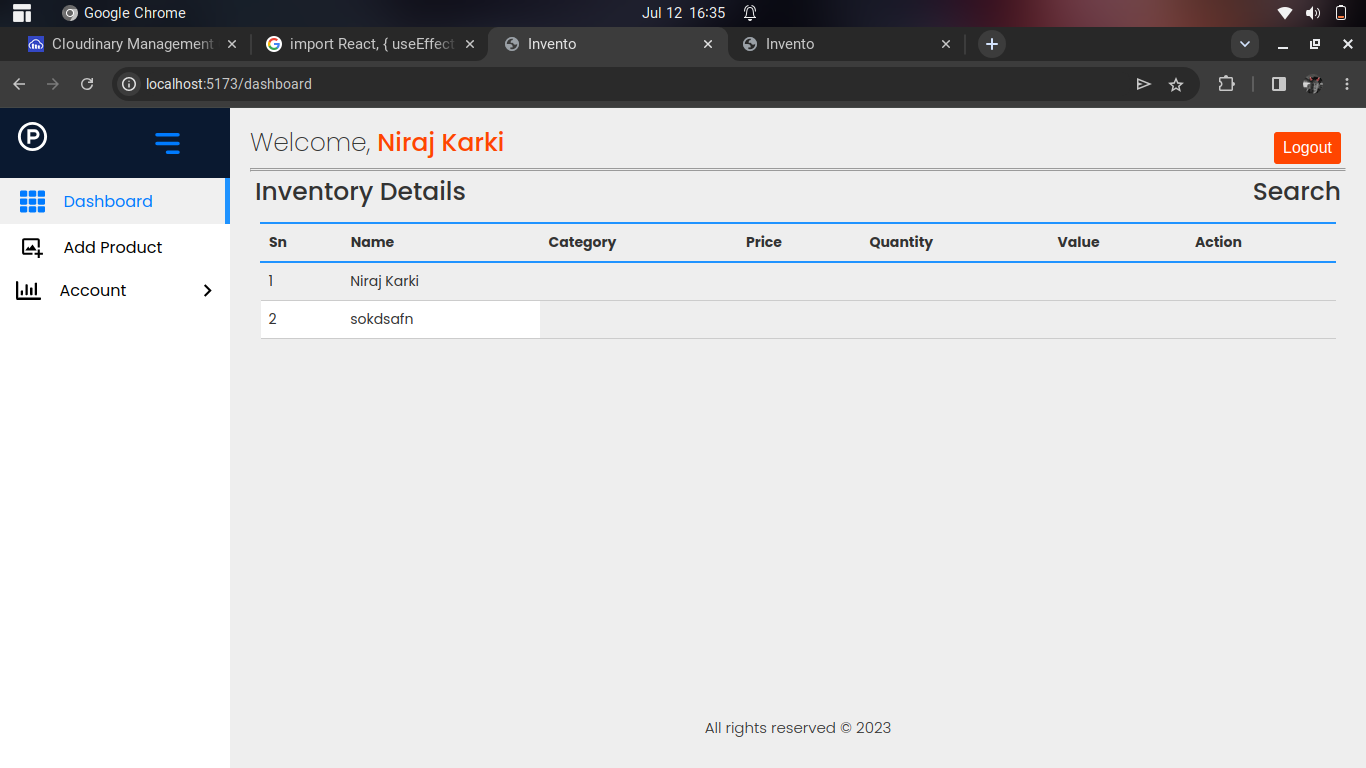 Google Chrome
Jul 12 16:35
Cloudinary Management
import React, { useEffect
Invento
Invento
localhost:5173/dashboard
P
Welcome, Niraj Karki
Logout
Dashboard
Inventory Details
Search
Sn Name Category Price Quantity Value Action
Add Product
1 Niraj Karki
Account
2 sokdsafn
All rights reserved © 2023